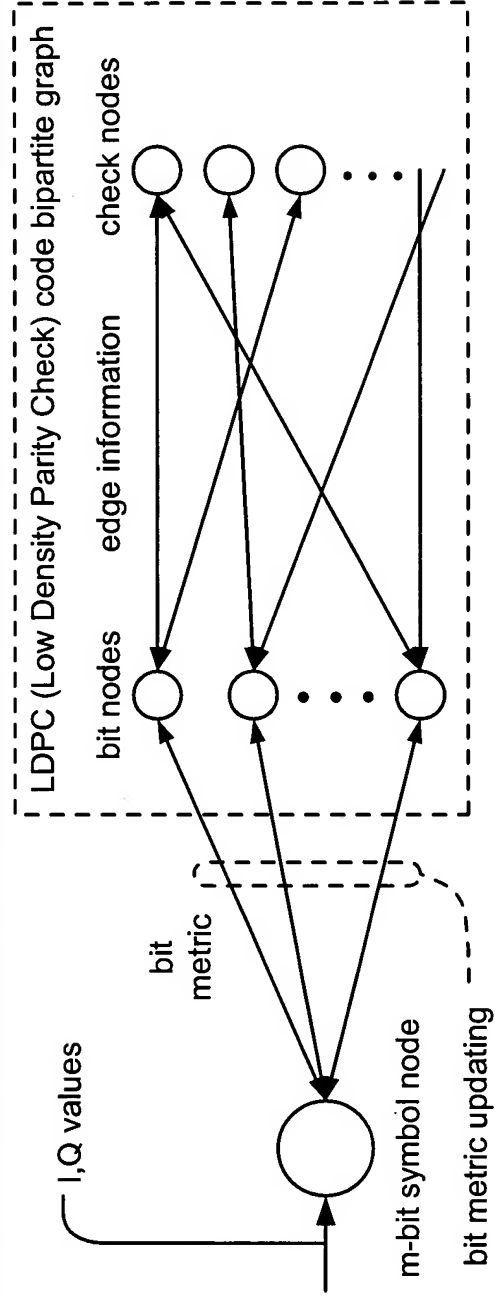 LDPC (Low Density Parity Check) code bipartite graph
bit nodes
edge information
check nodes
I,Q values
bit
metric
m-bit symbol node
bit metric updating